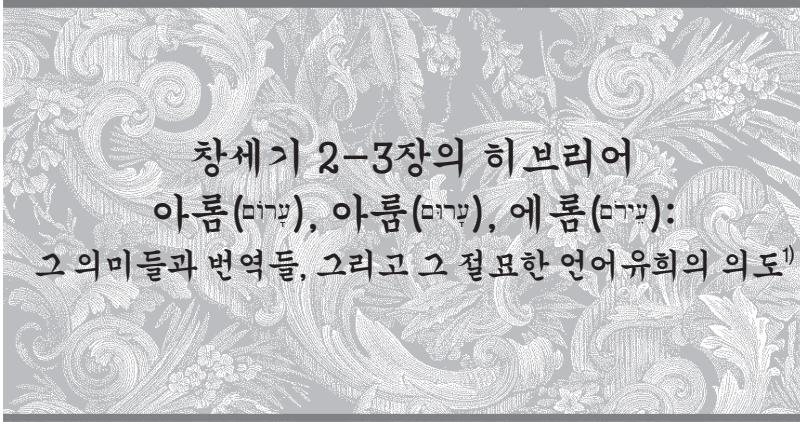 창세기 2-3장의 히브리어
아롬(עָרוֹם), 아룸(עָרוּם), 에롬(עֵירֹם):
그 의미들과 번역들, 그리고 그 절묘한 언어유희의 의도1)